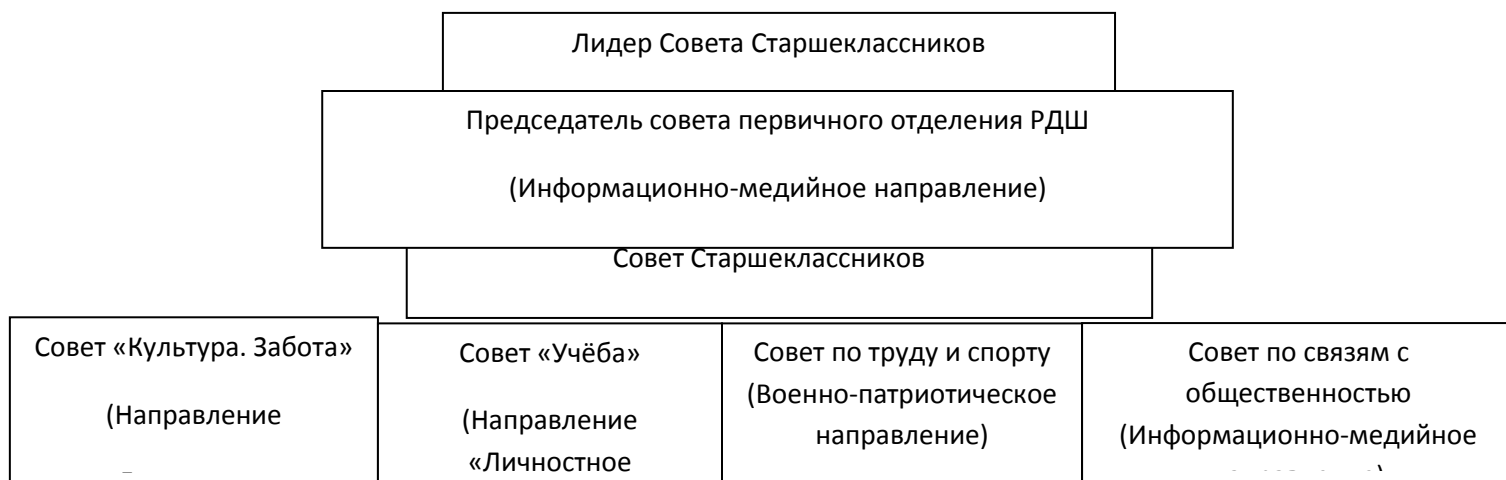 Лидер Совета Старшеклассников
Председатель совета первичного отделения РДШ
(Информационно-медийное направление)
Совет Старшеклассников
Совет «Культура. Забота»
(Направление
Совет «Учёба»
(Направление
«Личностное
Совет по труду и спорту
(Военно-патриотическое
направление)
Совет по связям с
общественностью
(Информационно-медийное